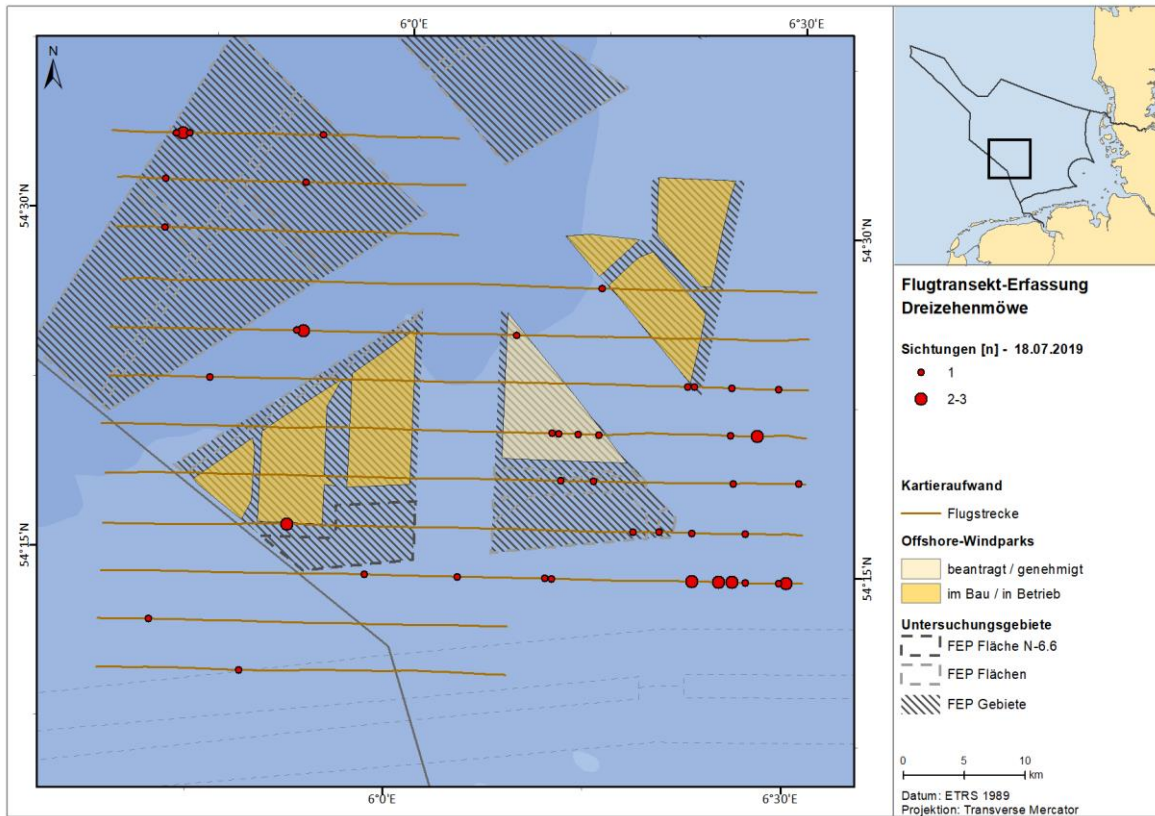 6°0'E
6°30'E
N
54°30'N
54°30'N
54°15'N
54°15'N
6°0'E
6°30'E
Flugtransekt-Erfassung
Dreizehenmöwe
Sichtungen [n] - 18.07.2019
1
2-3
Kartieraufwand
Flugstrecke
Offshore-Windparks
beantragt / genehmigt
im Bau / in Betrieb
Untersuchungsgebiete
FEP Fläche N-6.6
FEP Flächen
FEP Gebiete
0 5 10
km
Datum: ETRS 1989
Projektion: Transverse Mercator